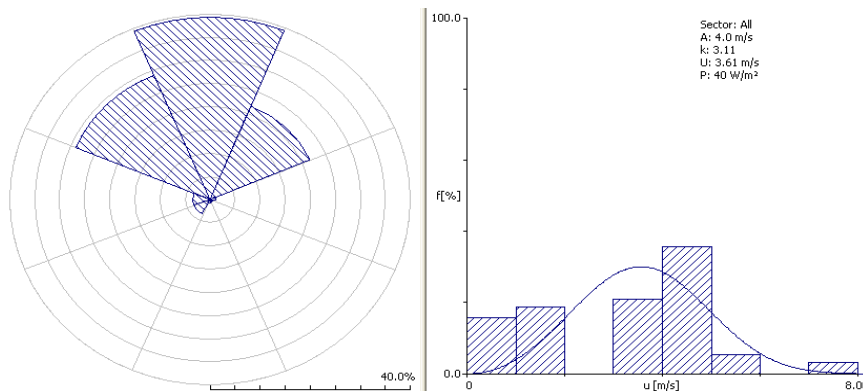 40.0%
100.0
f[%]
0.0
0
u [m/s]
8.0
Sector: All
A: 4.0 m/s
k: 3.11
U: 3.61 m/s
P: 40 W/m²